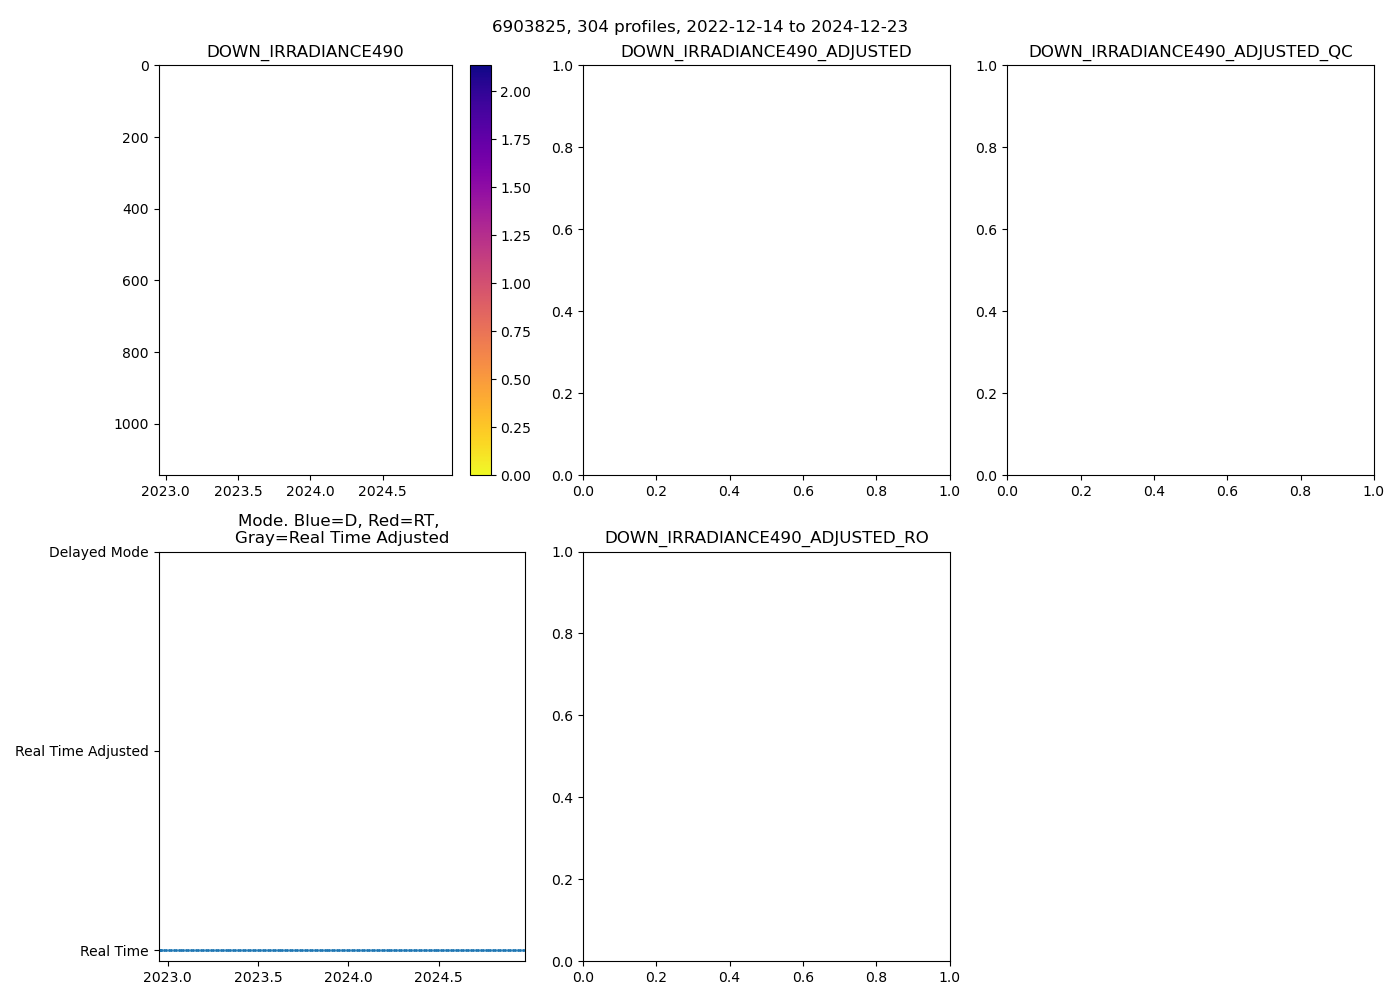 6903825, 304 profiles, 2022-12-14 to 2024-12-23
DOWN_IRRADIANCE490
0
200
400
600
800
1000
2023.0 2023.5 2024.0 2024.5
2.00
1.75
1.50
1.25
1.00
0.75
0.50
0.25
0.00
DOWN_IRRADIANCE490_ADJUSTED
1.0
0.8
0.6
0.4
0.2
0.0
0.0 0.2 0.4 0.6 0.8 1.0
DOWN_IRRADIANCE490_ADJUSTED_QC
1.0
0.8
0.6
0.4
0.2
0.0
0.0 0.2 0.4 0.6 0.8 1.0
Mode. Blue=D, Red=RT,
Gray=Real Time Adjusted
Delayed Mode
Real Time Adjusted
Real Time
2023.0 2023.5 2024.0 2024.5
DOWN_IRRADIANCE490_ADJUSTED_RO
1.0
0.8
0.6
0.4
0.2
0.0
0.0 0.2 0.4 0.6 0.8 1.0